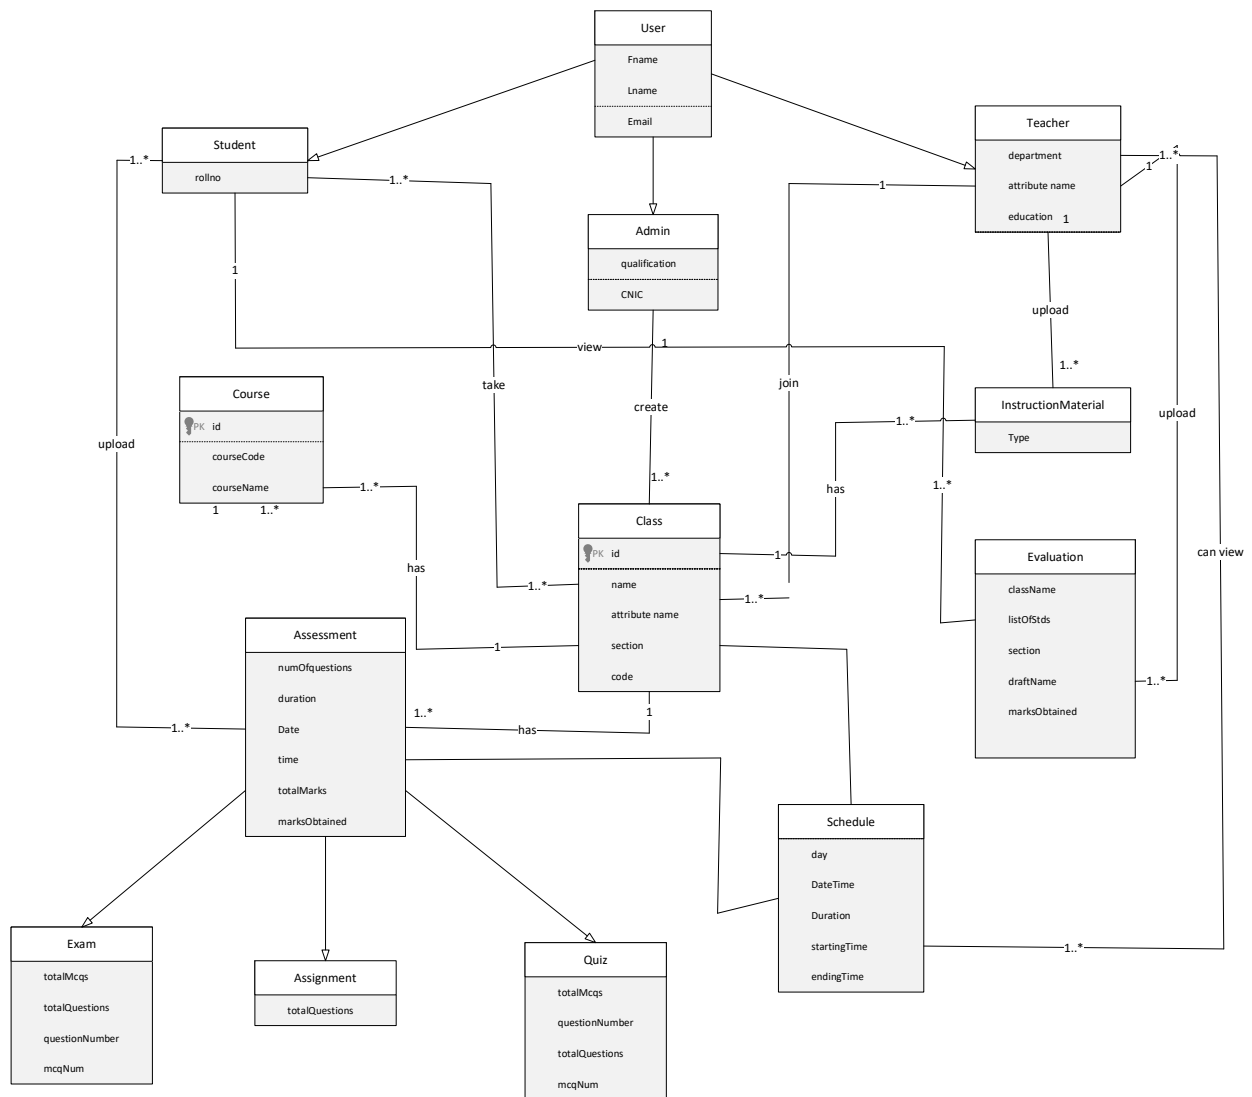 User
Fname
Lname
Email
Student
rollno
Teacher
department
attribute name
education
1
1..*
1..*
1
1..*
1
1
Admin
qualification
CNIC
1
upload
view
1
take
join
1..*
Course
PK id
courseCode
courseName
1
1..*
create
InstructionMaterial
Type
1..*
upload
upload
1..*
1..*
has
1..*
Class
PK id
name
attribute name
section
code
1
1..*
1..*
has
1
1
Evaluation
className
listOfStds
section
draftName
marksObtained
1..*
can view
Assessment
numOfquestions
duration
Date
time
totalMarks
marksObtained
1..*
1..*
has
Schedule
day
DateTime
Duration
startingTime
endingTime
1..*
Exam
totalMcqs
totalQuestions
questionNumber
mcqNum
Assignment
totalQuestions
Quiz
totalMcqs
questionNumber
totalQuestions
mcqNum